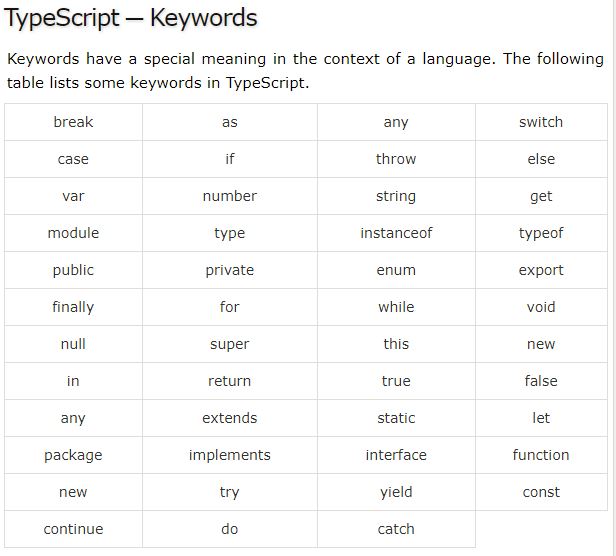 TypeScript — Keywords
Keywords have a special meaning in the context of a language. The following
table lists some keywords in TypeScript.
break as any switch
case if throw else
var number string get
module type instanceof typeof
public private enum export
finally for while void
null super this new
in return true false
any extends static let
package implements interface function
new try yield const
continue do catch